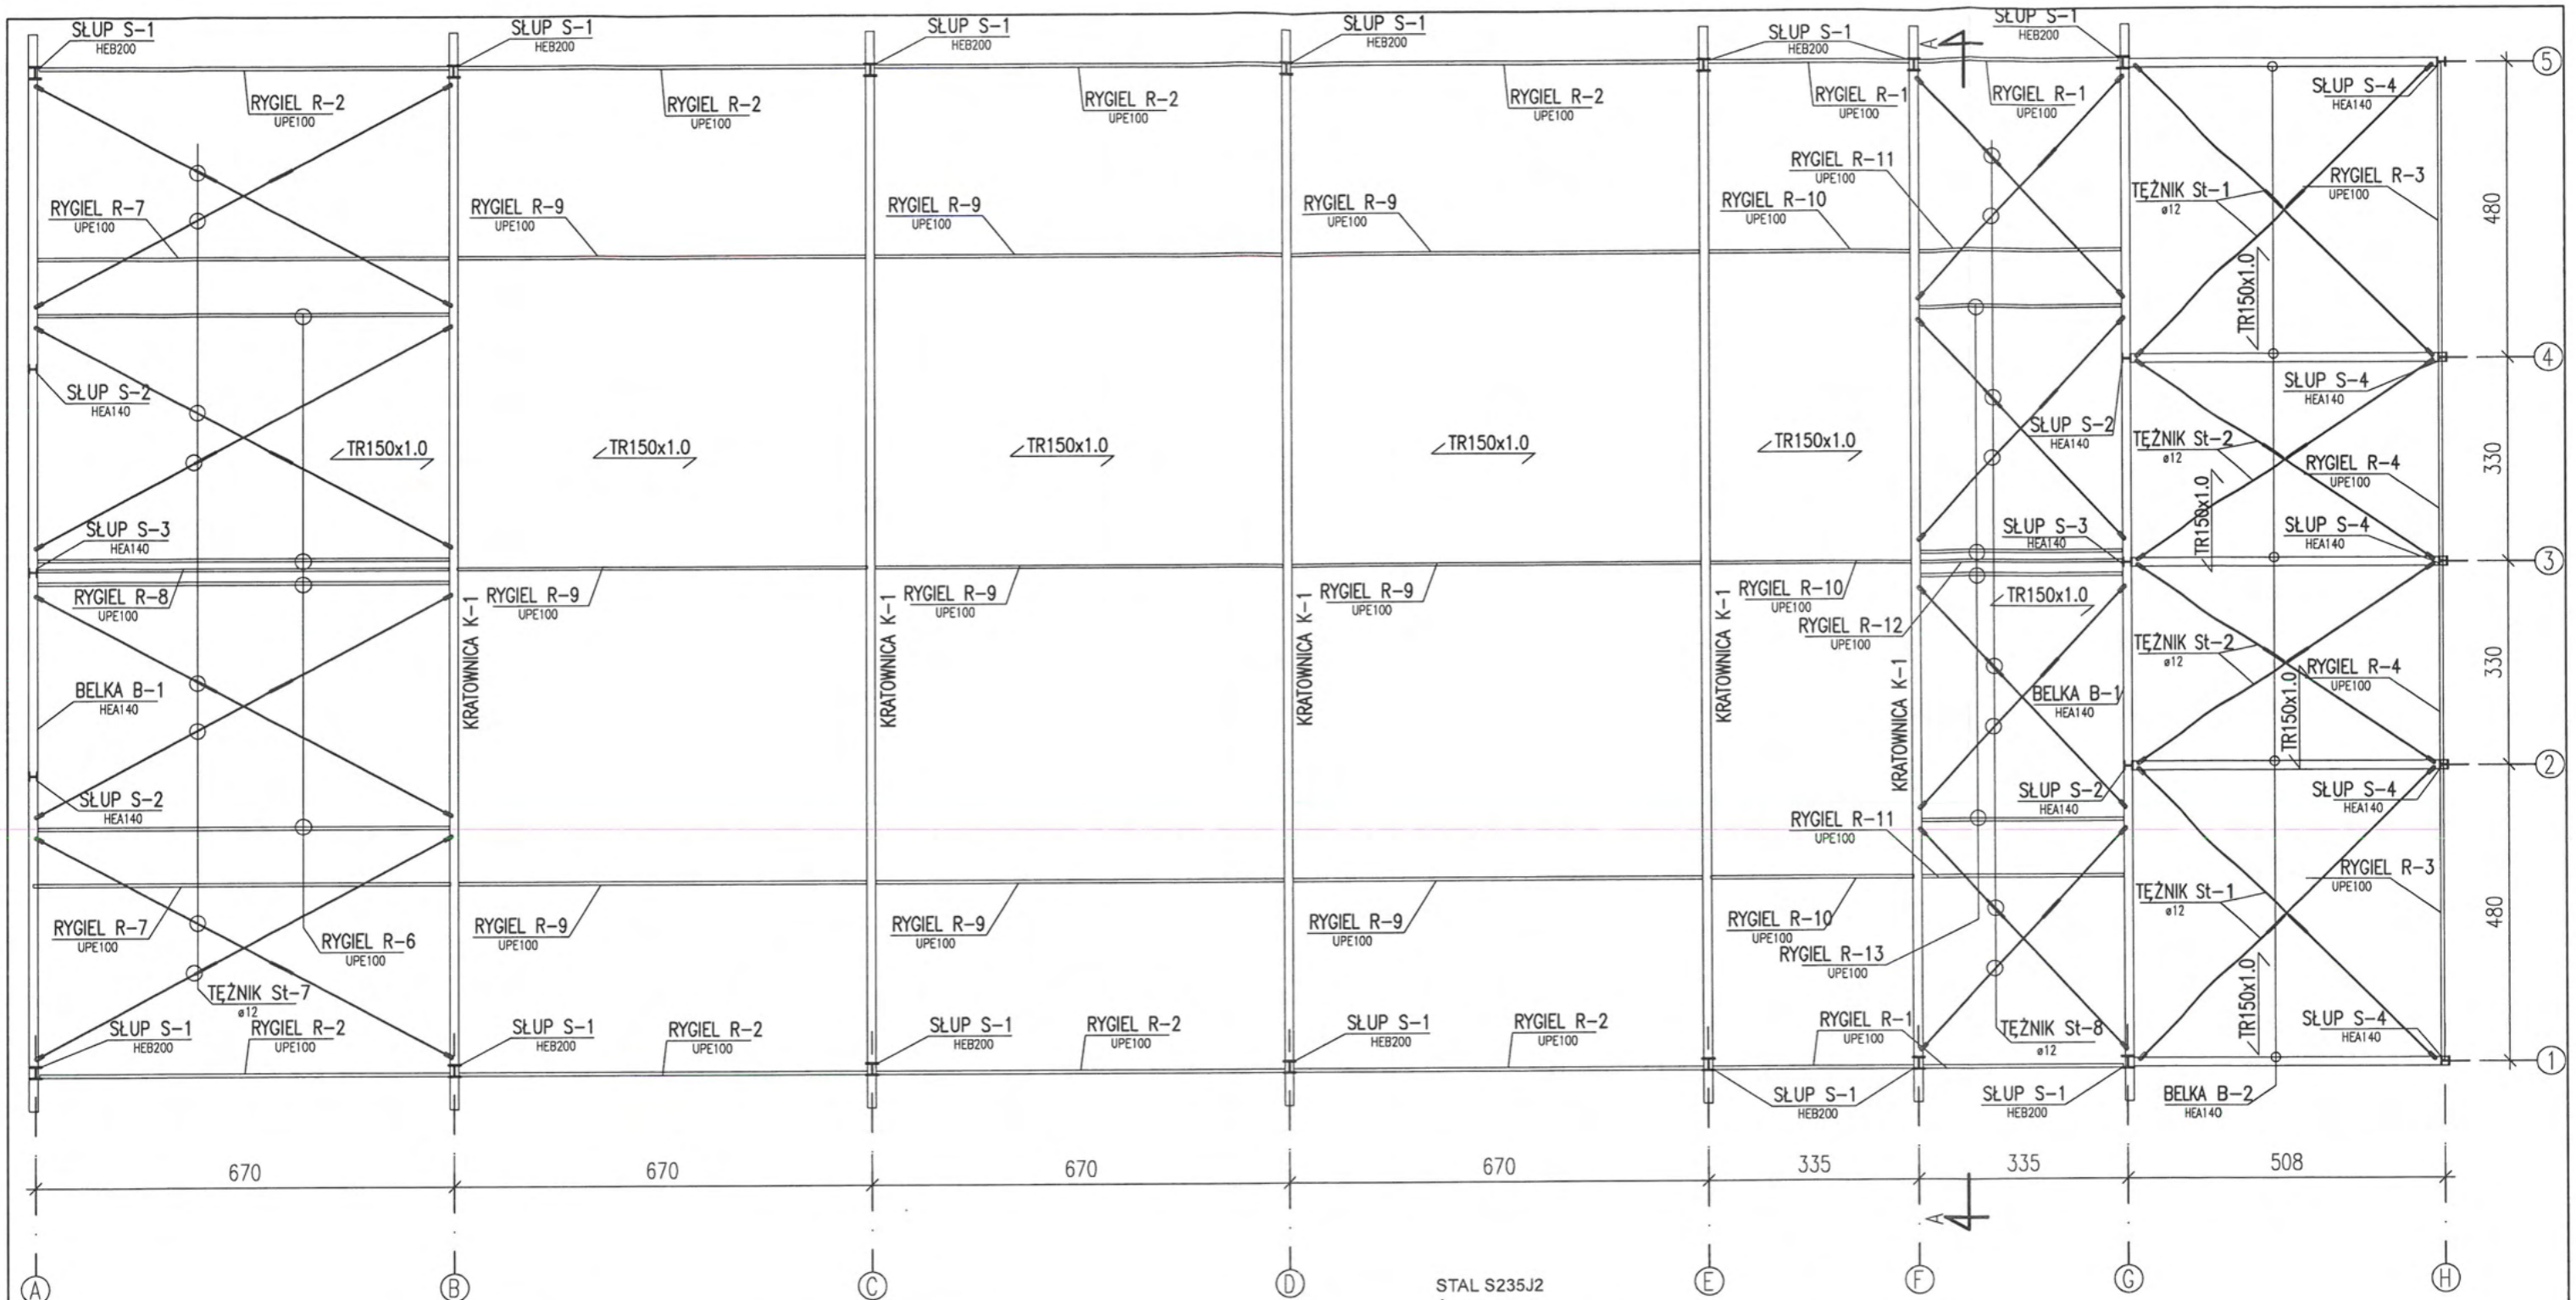 SŁUP S-1
HEB200
SŁUP S-1
HEB200
SŁUP S-1
HEB200
SŁUP S-1
HEB200
SŁUP S-1
HEB200
A
SŁUP S-1
HEB200
5
RYGIEL R-2
UPE100
RYGIEL R-2
UPE100
RYGIEL R-2
UPE100
RYGIEL R-2
UPE100
RYGIEL R-1
UPE100
RYGIEL R-1
UPE100
SŁUP S-4
HEA140
RYGIEL R-7
UPE100
RYGIEL R-9
UPE100
RYGIEL R-9
UPE100
RYGIEL R-9
UPE100
RYGIEL R-11
UPE100
RYGIEL R-10
UPE100
TĘŻNIK St-1
ø12
RYGIEL R-3
UPE100
480
TR150x1.0
4
SŁUP S-2
HEA140
SŁUP S-4
HEA140
TR150x1.0
TR150x1.0
TR150x1.0
TR150x1.0
TR150x1.0
SŁUP S-2
HEA140
TĘŻNIK St-2
ø12
RYGIEL R-4
UPE100
330
TR150x1.0
SŁUP S-3
HEA140
SŁUP S-3
HEA140
SŁUP S-4
HEA140
3
RYGIEL R-8
UPE100
KRATOWNICA K-1
RYGIEL R-9
UPE100
KRATOWNICA K-1
RYGIEL R-9
UPE100
KRATOWNICA K-1
RYGIEL R-9
UPE100
KRATOWNICA K-1
RYGIEL R-10
UPE100
RYGIEL R-12
UPE100
KRATOWNICA K-1
TR150x1.0
TĘŻNIK St-2
ø12
RYGIEL R-4
UPE100
330
TR150x1.0
BELKA B-1
HEA140
BELKA B-1
HEA140
2
SŁUP S-2
HEA140
SŁUP S-2
HEA140
SŁUP S-4
HEA140
RYGIEL R-11
UPE100
RYGIEL R-7
UPE100
RYGIEL R-6
UPE100
RYGIEL R-9
UPE100
RYGIEL R-9
UPE100
RYGIEL R-9
UPE100
RYGIEL R-10
UPE100
RYGIEL R-13
UPE100
TĘŻNIK St-1
ø12
RYGIEL R-3
UPE100
480
TR150x1.0
TĘŻNIK St-7
ø12
SŁUP S-1
HEB200
RYGIEL R-2
UPE100
SŁUP S-1
HEB200
RYGIEL R-2
UPE100
SŁUP S-1
HEB200
RYGIEL R-2
UPE100
SŁUP S-1
HEB200
RYGIEL R-2
UPE100
RYGIEL R-1
UPE100
TĘŻNIK St-8
ø12
SŁUP S-4
HEA140
1
SŁUP S-1
HEB200
SŁUP S-1
HEB200
BELKA B-2
HEA140
670
670
670
670
335
335
508
A
A
B
C
D
E
F
G
H
STAL S235J2